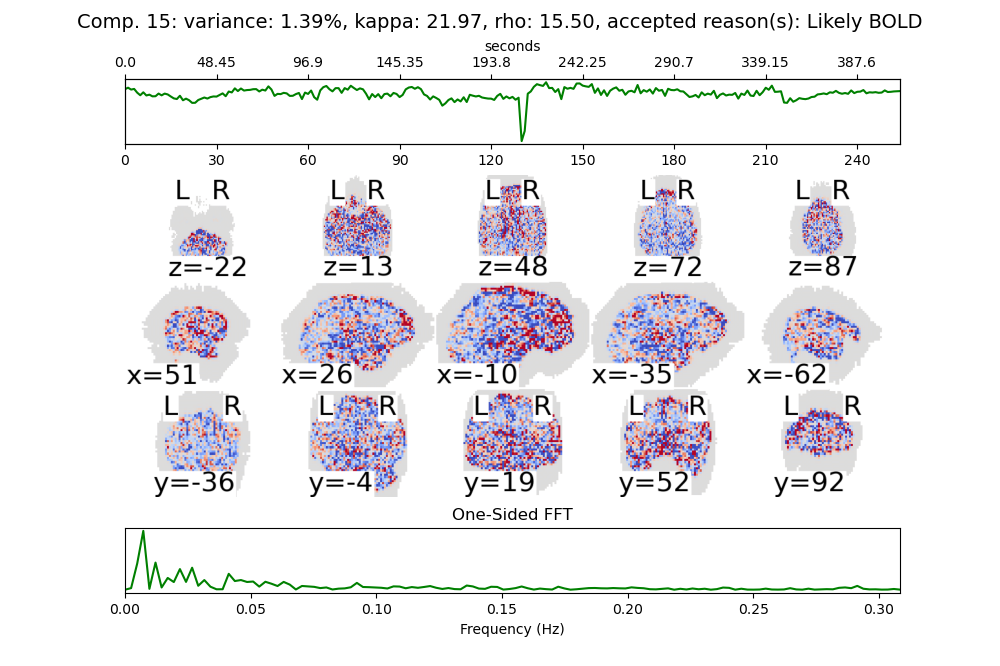 Comp. 15: variance: 1.39%, kappa: 21.97, rho: 15.50, accepted reason(s): Likely BOLD
seconds
0.0 48.45 96.9 145.35 193.8 242.25 290.7 339.15 387.6
0 30 60 90 120 150 180 210 240
L R L R L R L R L R
z=-22 z=13 z=48 z=72 z=87
x=51 x=26 x=-10 x=-35 x=-62
L R L R L R L R L R
y=-36 y=-4 y=19 y=52 y=92
One-Sided FFT
0.00 0.05 0.10 0.15 0.20 0.25 0.30
Frequency (Hz)